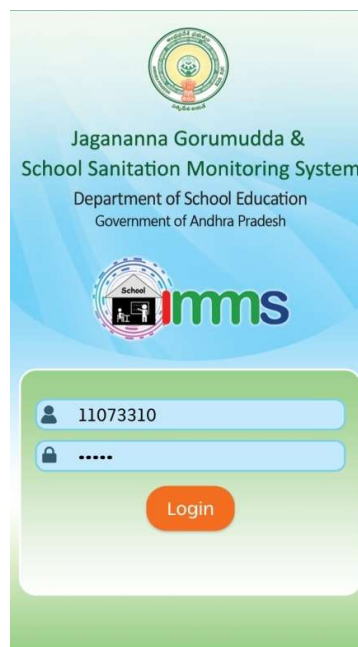 Jagananna Gorumudda &
School Sanitation Monitoring System
Department of School Education
Government of Andhra Pradesh
School
imms
11073310
•••••
Login